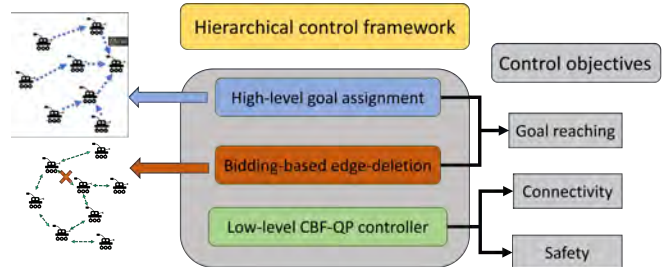 Hierarchical control framework
Control objectives
High-level goal assignment
Goal reaching
Bidding-based edge-deletion
Connectivity
Low-level CBF-QP controller
Safety